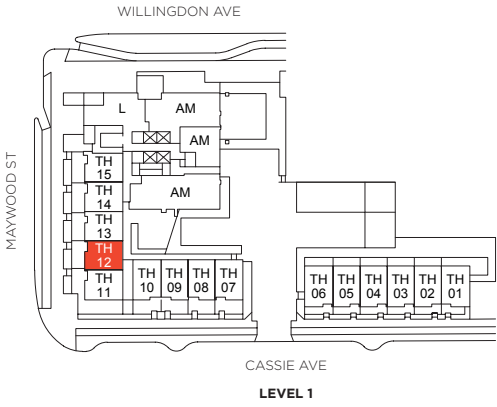 WILLINGDON AVE
MAYWOOD ST
L
AM
AM
AM
TH
15
TH
14
TH
13
TH
12
TH
11
TH
10
TH
09
TH
08
TH
07
TH
06
TH
05
TH
04
TH
03
TH
02
TH
01
CASSIE AVE
LEVEL 1